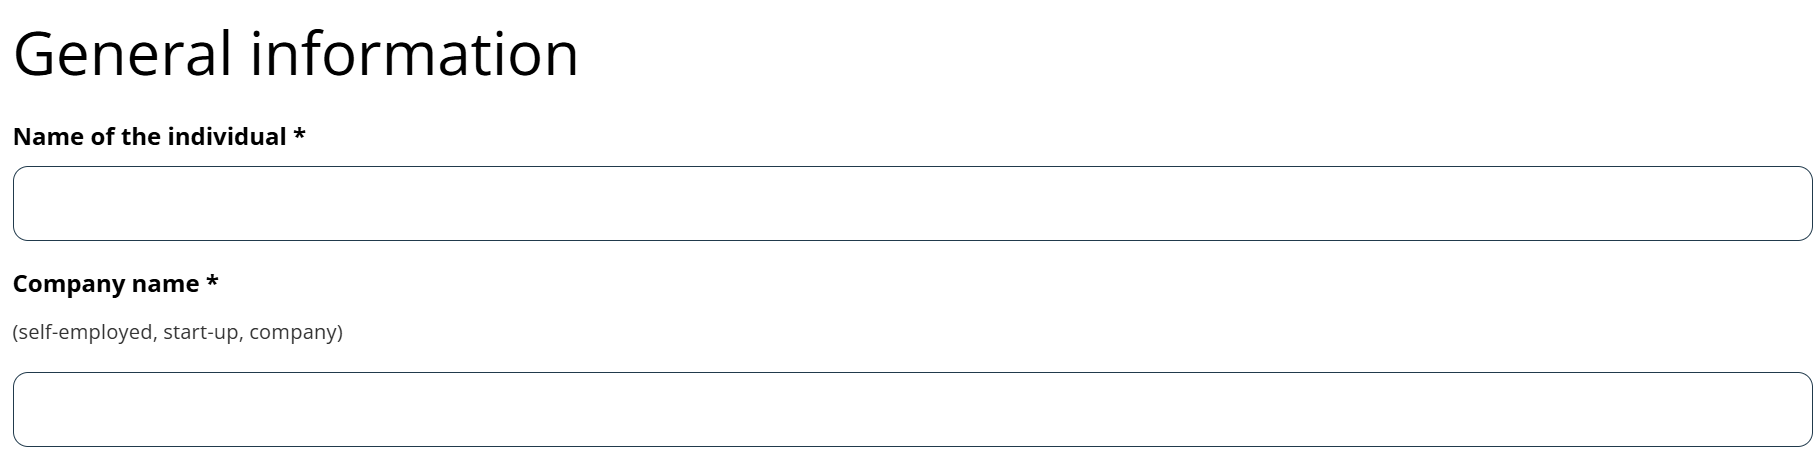 General information
Name of the individual *
Company name *
(self-employed, start-up, company)